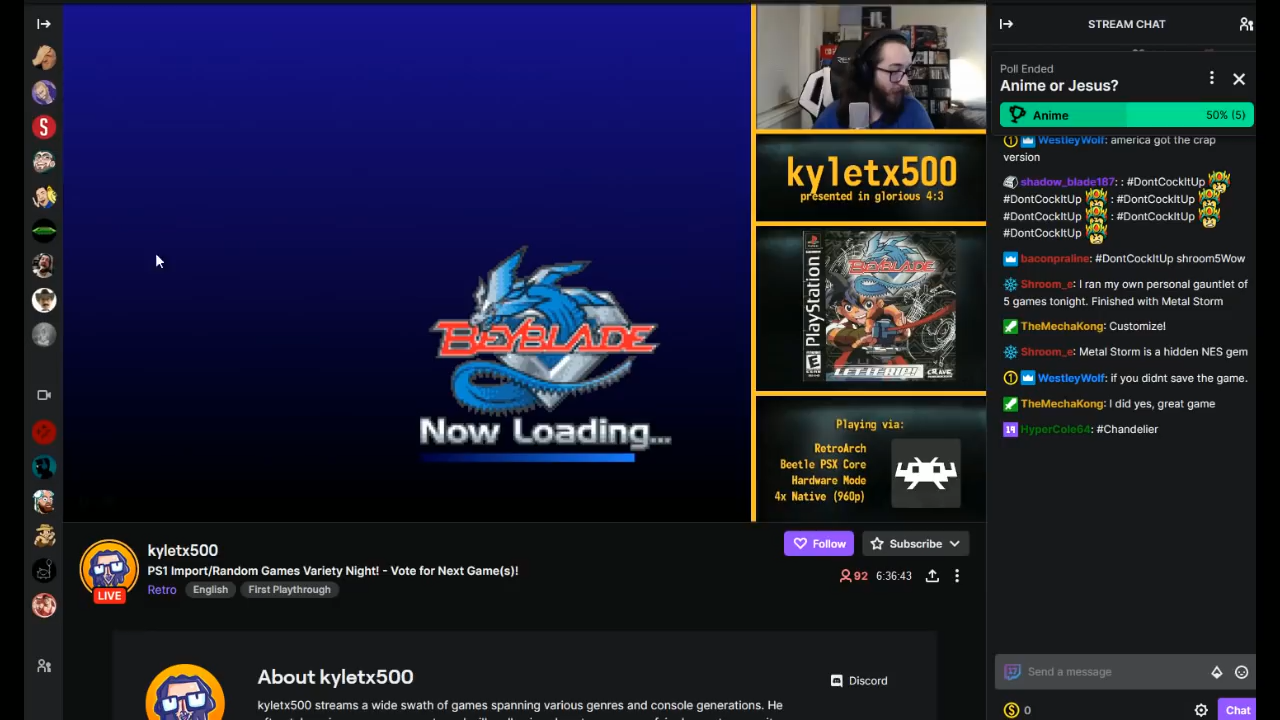 BEYBLADE
Now Loading...
kyletx500
presented in glorious 4:3
PlayStation
BEYBLADE
LET IT RIP!
CRAVE
Playing via:
RetroArch
Beetle PSX Core
Hardware Mode
4x Native (960p)
S
LIVE
kyletx500
PS1 Import/Random Games Variety Night! - Vote for Next Game(s)!
Retro
English
First Playthrough
Follow
Subscribe
92
6:36:43
About kyletx500
Discord
kyletx500 streams a wide swath of games spanning various genres and console generations. He
STREAM CHAT
Poll Ended
Anime or Jesus?
Anime 50% (5)
WestleyWolf: america got the crap
version
shadow_blade187: : #DontCockItUp
#DontCockItUp : #DontCockItUp
#DontCockItUp : #DontCockItUp
#DontCockItUp
baconpraline: #DontCockItUp shroom5Wow
Shroom_e: I ran my own personal gauntlet of
5 games tonight. Finished with Metal Storm
TheMechaKong: Customize!
Shroom_e: Metal Storm is a hidden NES gem
WestleyWolf: if you didnt save the game.
TheMechaKong: I did yes, great game
14 HyperCole64: #Chandelier
Send a message
0
Chat